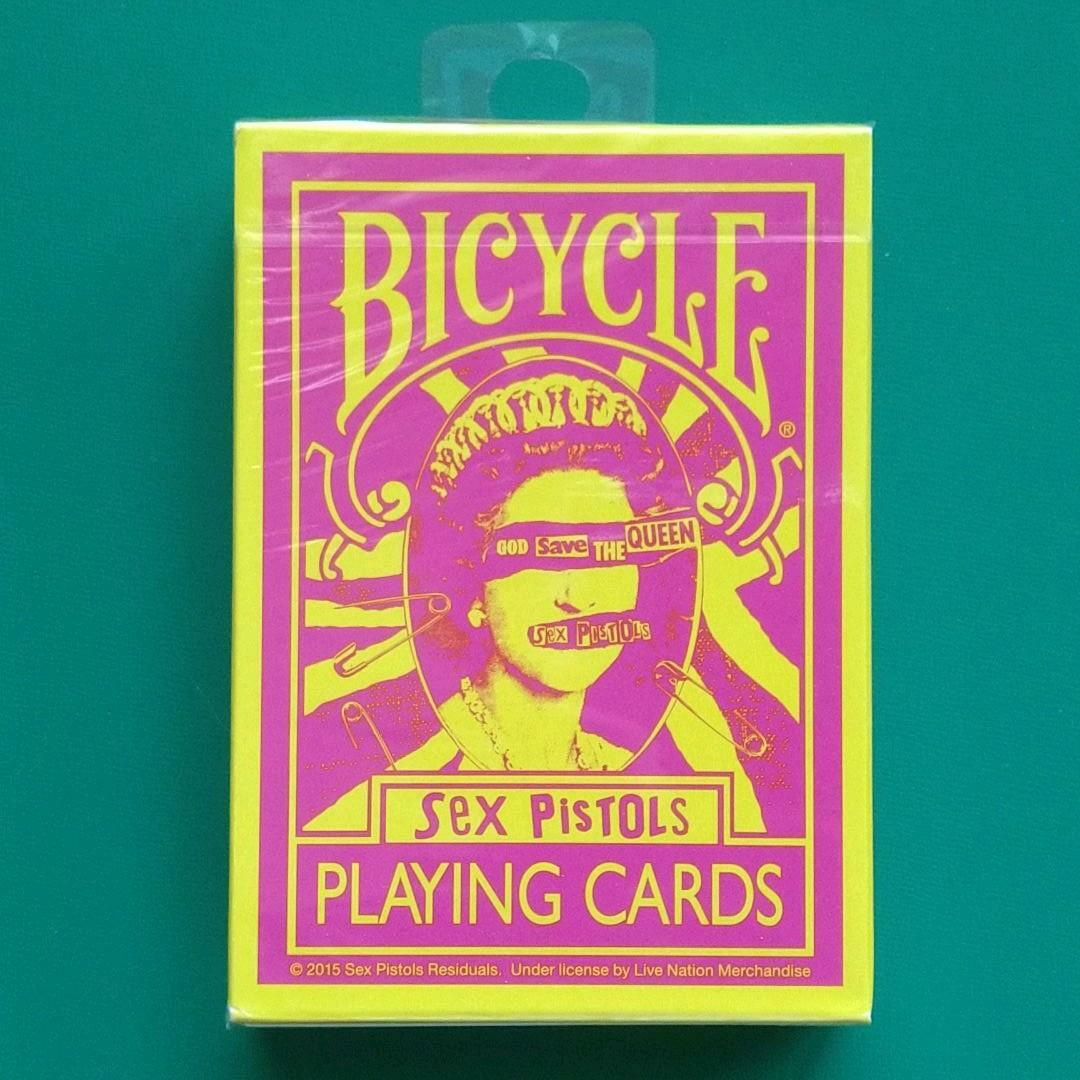 BICYCLE
®
GOD Save THE QUEEN
Sex PisTOLs
Sex PisTOLs
PLAYING CARDS
© 2015 Sex Pistols Residuals. Under license by Live Nation Merchandise